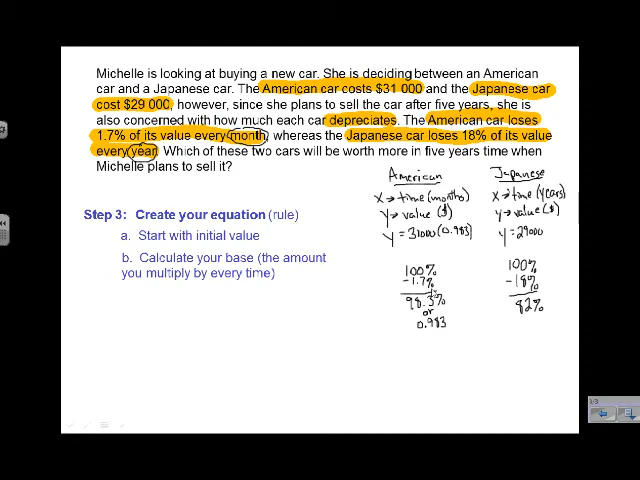 Michelle is looking at buying a new car. She is deciding between an American
car and a Japanese car. The American car costs $31 000 and the Japanese car
cost $29 000, however, since she plans to sell the car after five years, she is
also concerned with how much each car depreciates. The American car loses
1.7% of its value every month, whereas the Japanese car loses 18% of its value
every year. Which of these two cars will be worth more in five years time when
Michelle plans to sell it?
Step 3: Create your equation (rule)
a. Start with initial value
b. Calculate your base (the amount
you multiply by every time)
American
x→time (months)
y→value ($)
y = 31000 (0.983)
100%
-1.7%
98.3%
or
0.983
Japanese
x→time (years)
y→value ($)
y = 29000
100%
-18%
82%
1/3